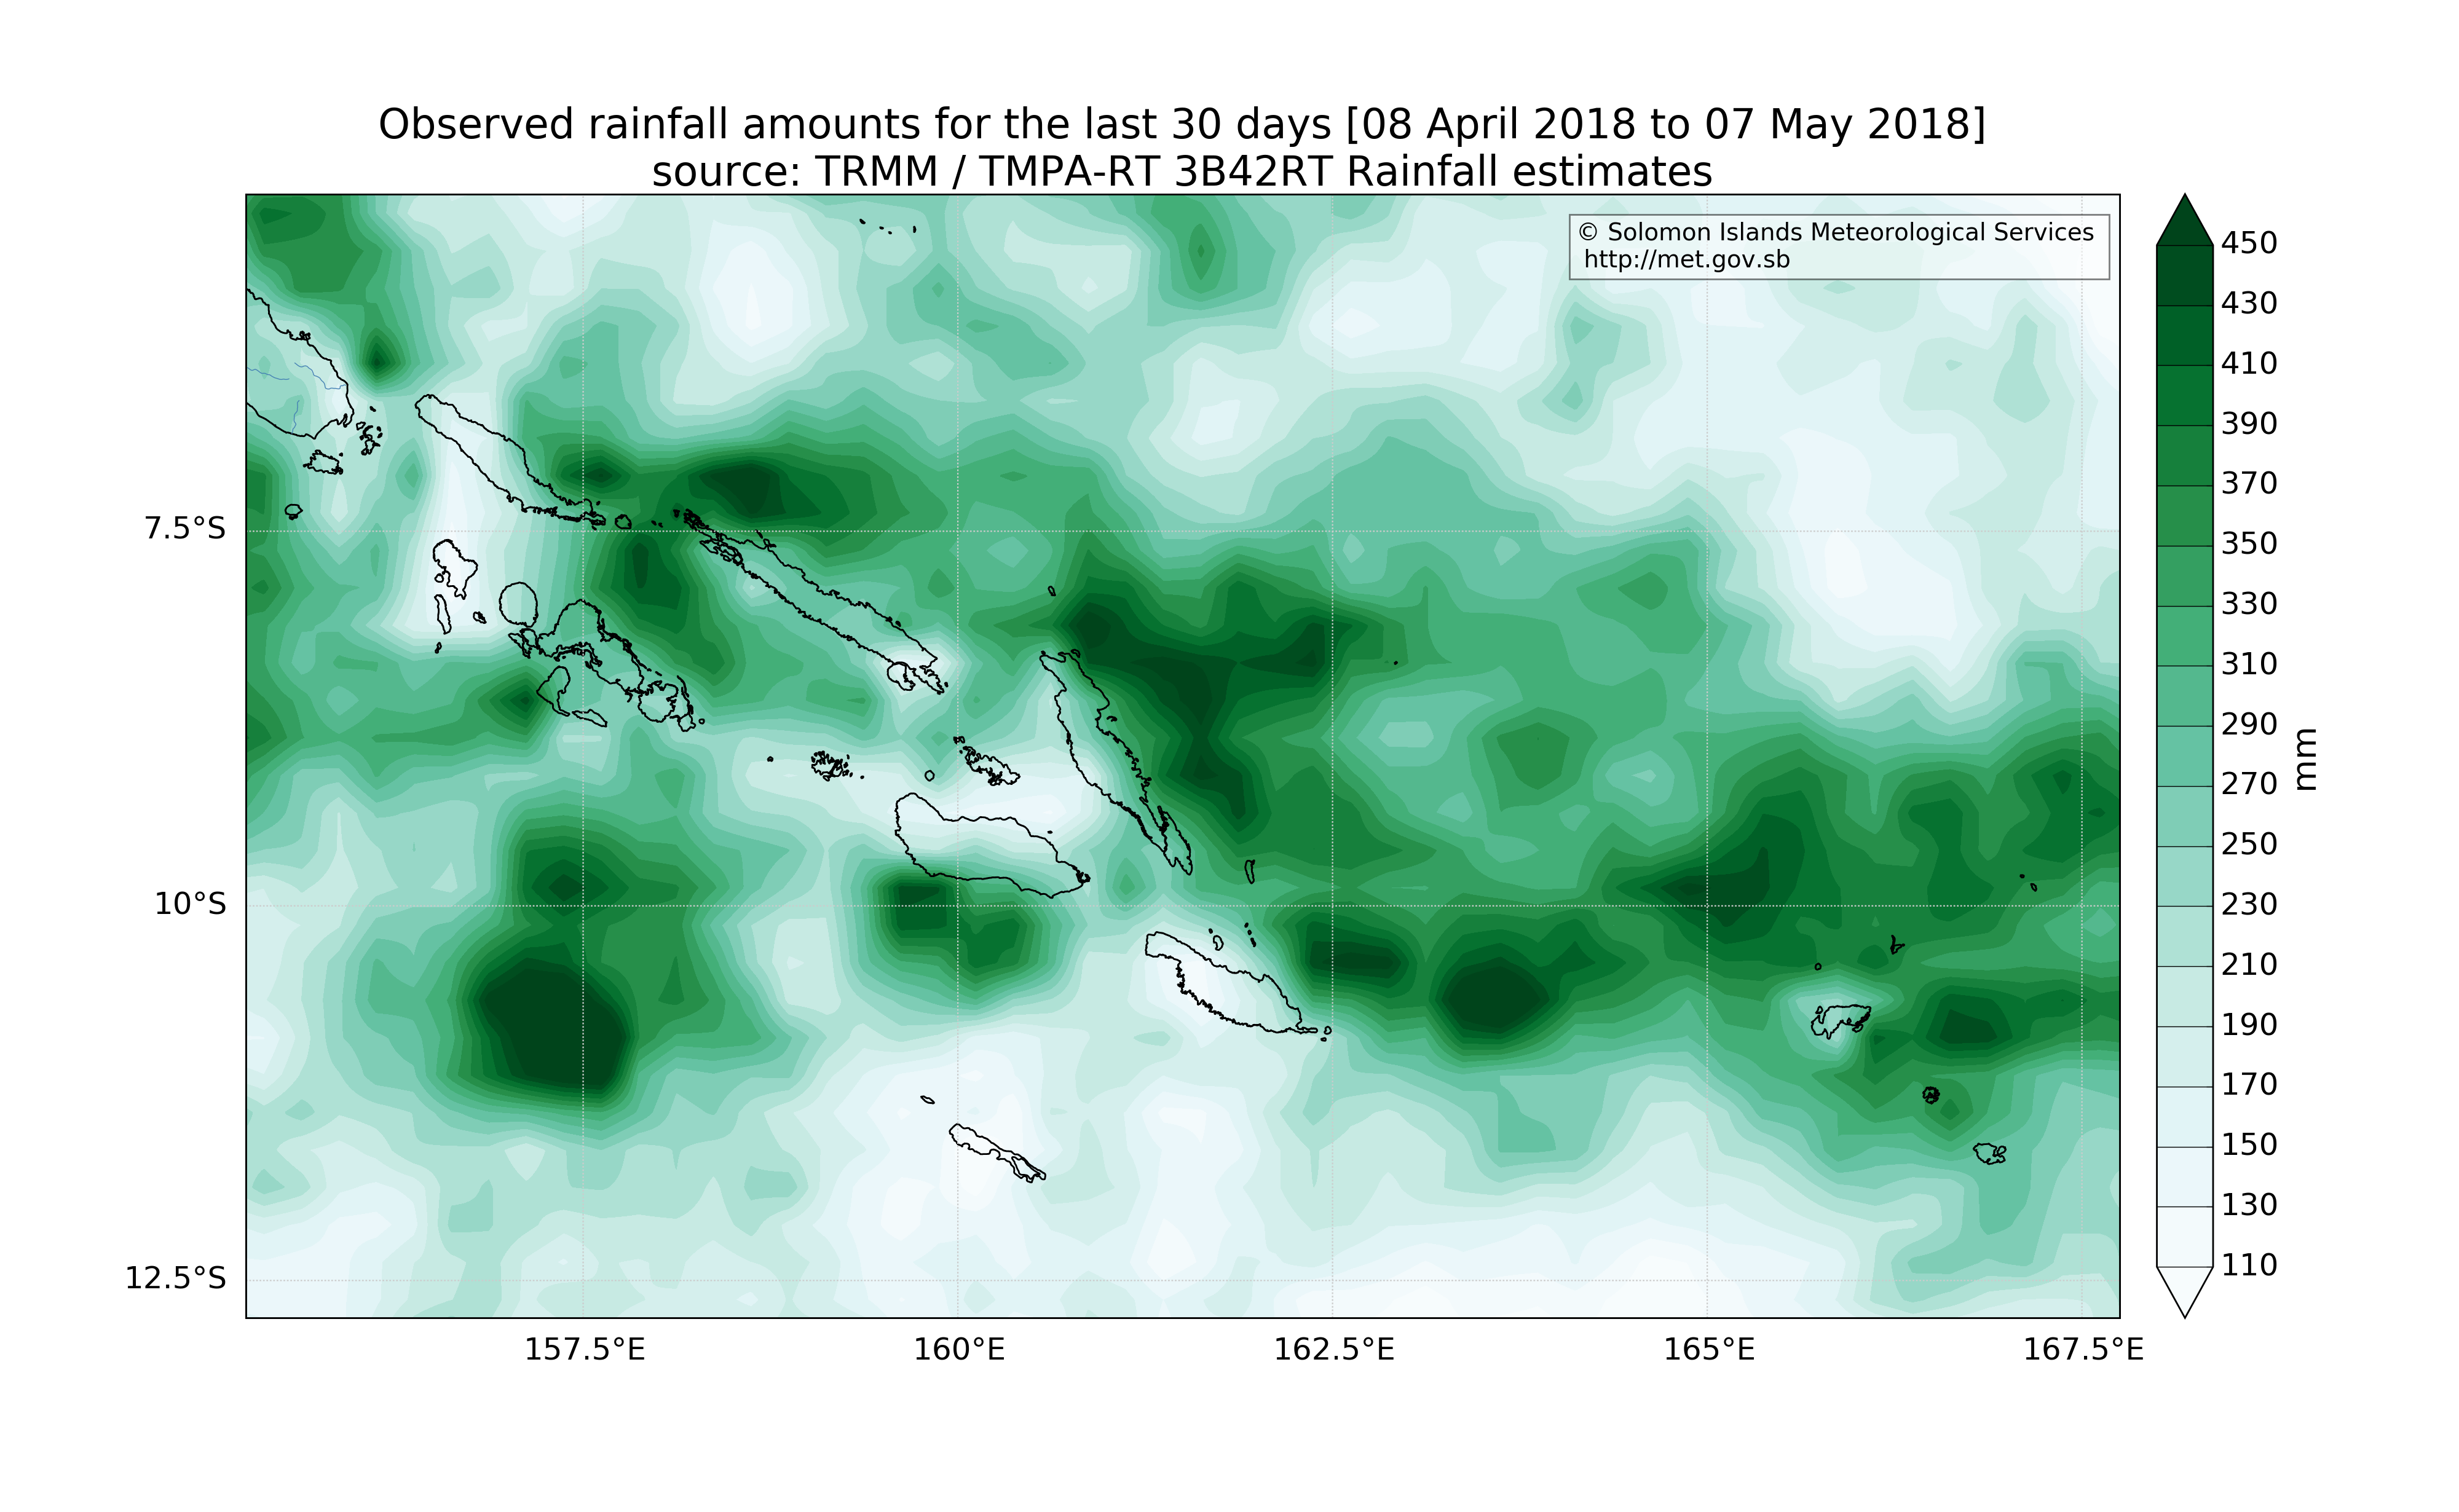 Observed rainfall amounts for the last 30 days [08 April 2018 to 07 May 2018]
source: TRMM / TMPA-RT 3B42RT Rainfall estimates
© Solomon Islands Meteorological Services
http://met.gov.sb
7.5°S
10°S
12.5°S
157.5°E
160°E
162.5°E
165°E
167.5°E
450
430
410
390
370
350
330
310
290
270
250
230
210
190
170
150
130
110
mm